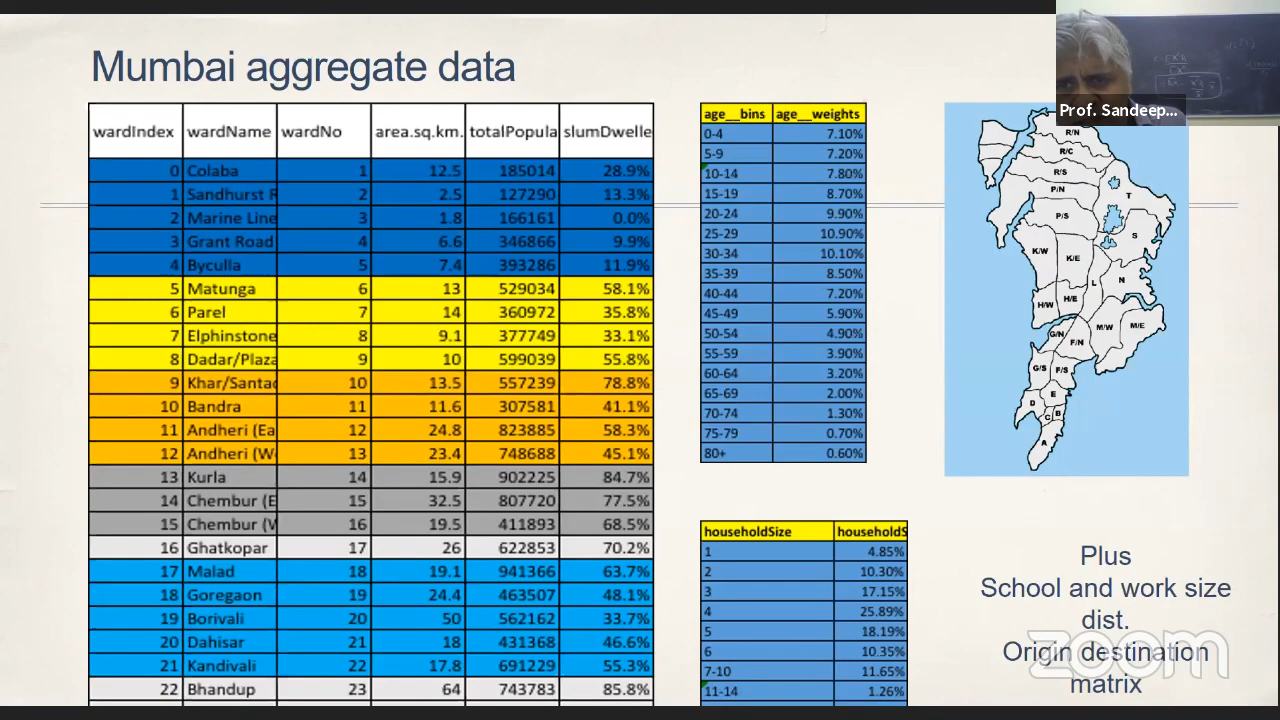 Mumbai aggregate data
Prof. Sandeep...
wardIndex wardName wardNo area.sq.km. totalPopula slumDwelle
0 Colaba 1 12.5 185014 28.9%
1 Sandhurst R 2 2.5 127290 13.3%
2 Marine Line 3 1.8 166161 0.0%
3 Grant Road 4 6.6 346866 9.9%
4 Byculla 5 7.4 393286 11.9%
5 Matunga 6 13 529034 58.1%
6 Parel 7 14 360972 35.8%
7 Elphinstone 8 9.1 377749 33.1%
8 Dadar/Plaza 9 10 599039 55.8%
9 Khar/Santac 10 13.5 557239 78.8%
10 Bandra 11 11.6 307581 41.1%
11 Andheri (Ea 12 24.8 823885 58.3%
12 Andheri (We 13 23.4 748688 45.1%
13 Kurla 14 15.9 902225 84.7%
14 Chembur (E 15 32.5 807720 77.5%
15 Chembur (V 16 19.5 411893 68.5%
16 Ghatkopar 17 26 622853 70.2%
17 Malad 18 19.1 941366 63.7%
18 Goregaon 19 24.4 463507 48.1%
19 Borivali 20 50 562162 33.7%
20 Dahisar 21 18 431368 46.6%
21 Kandivali 22 17.8 691229 55.3%
22 Bhandup 23 64 743783 85.8%
age__bins age__weights
0-4 7.10%
5-9 7.20%
10-14 7.80%
15-19 8.70%
20-24 9.90%
25-29 10.90%
30-34 10.10%
35-39 8.50%
40-44 7.20%
45-49 5.90%
50-54 4.90%
55-59 3.90%
60-64 3.20%
65-69 2.00%
70-74 1.30%
75-79 0.70%
80+ 0.60%
householdSize householdS
1 4.85%
2 10.30%
3 17.15%
4 25.89%
5 18.19%
6 10.35%
7-10 11.65%
11-14 1.26%
R/N
R/C
R/S
P/N
T
P/S
S
K/W
K/E
L
N
H/W
H/E
M/W
M/E
G/N
F/N
G/S
F/S
E
D
C
B
A
Plus
School and work size
dist.
Origin destination
matrix
zoom